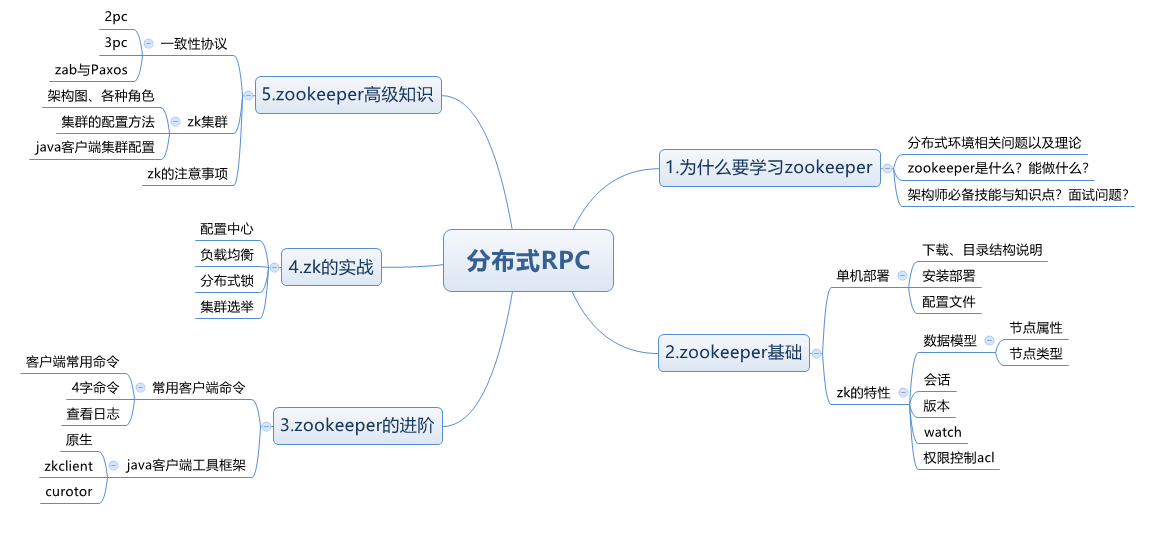 分布式RPC
1.为什么要学习zookeeper
分布式环境相关问题以及理论
zookeeper是什么？能做什么？
架构师必备技能与知识点？面试问题？
2.zookeeper基础
单机部署
下载、目录结构说明
安装部署
配置文件
zk的特性
数据模型
节点属性
节点类型
会话
版本
watch
权限控制acl
3.zookeeper的进阶
常用客户端命令
客户端常用命令
4字命令
查看日志
java客户端工具框架
原生
zkclient
curotor
4.zk的实战
配置中心
负载均衡
分布式锁
集群选举
5.zookeeper高级知识
一致性协议
2pc
3pc
zab与Paxos
zk集群
架构图、各种角色
集群的配置方法
java客户端集群配置
zk的注意事项